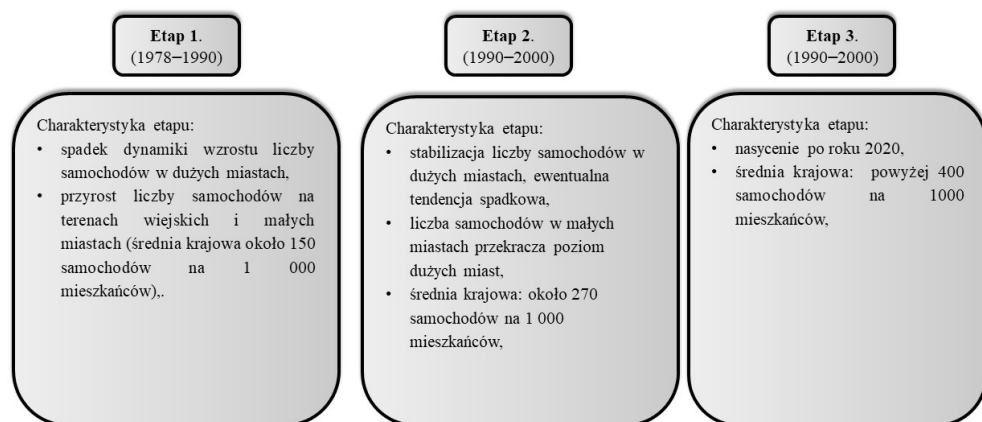 Etap 1.
(1978–1990)
Charakterystyka etapu:
• spadek dynamiki wzrostu liczby
samochodów w dużych miastach,
• przyrost liczby samochodów na
terenach wiejskich i małych
miastach (średnia krajowa około 150
samochodów na 1 000
mieszkańców),.
Etap 2.
(1990–2000)
Charakterystyka etapu:
• stabilizacja liczby samochodów w
dużych miastach, ewentualna
tendencja spadkowa,
• liczba samochodów w małych
miastach przekracza poziom
dużych miast,
• średnia krajowa: około 270
samochodów na 1 000
mieszkańców,
Etap 3.
(1990–2000)
Charakterystyka etapu:
• nasycenie po roku 2020,
• średnia krajowa: powyżej 400
samochodów na 1000
mieszkańców,